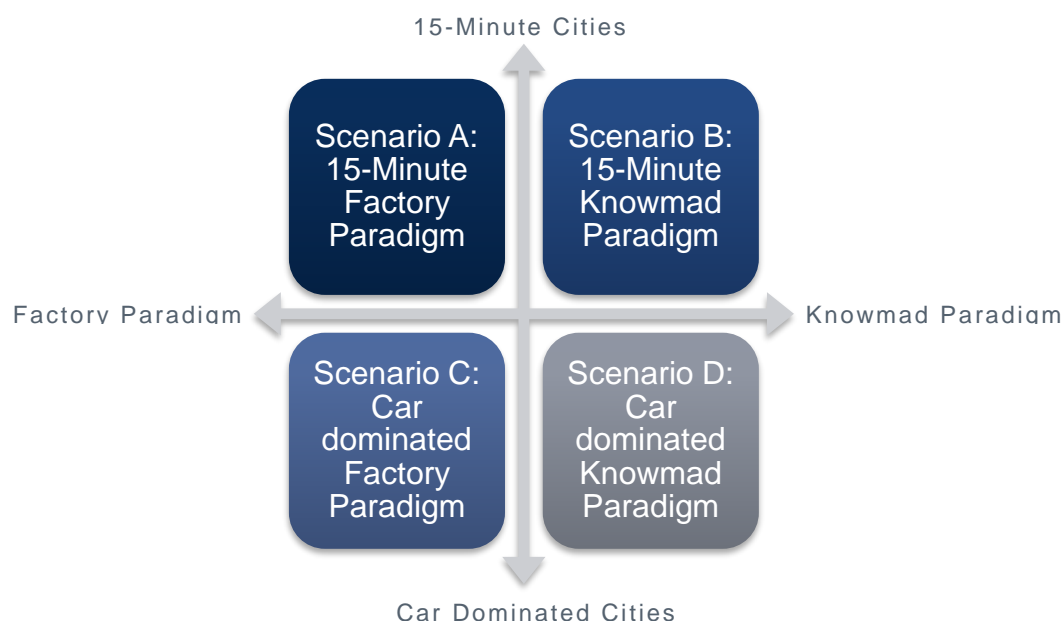 15-Minute Cities
Scenario A:
15-Minute
Factory
Paradigm
Scenario B:
15-Minute
Knowmad
Paradigm
Factory Paradigm
Knowmad Paradigm
Scenario C:
Car
dominated
Factory
Paradigm
Scenario D:
Car
dominated
Knowmad
Paradigm
Car Dominated Cities